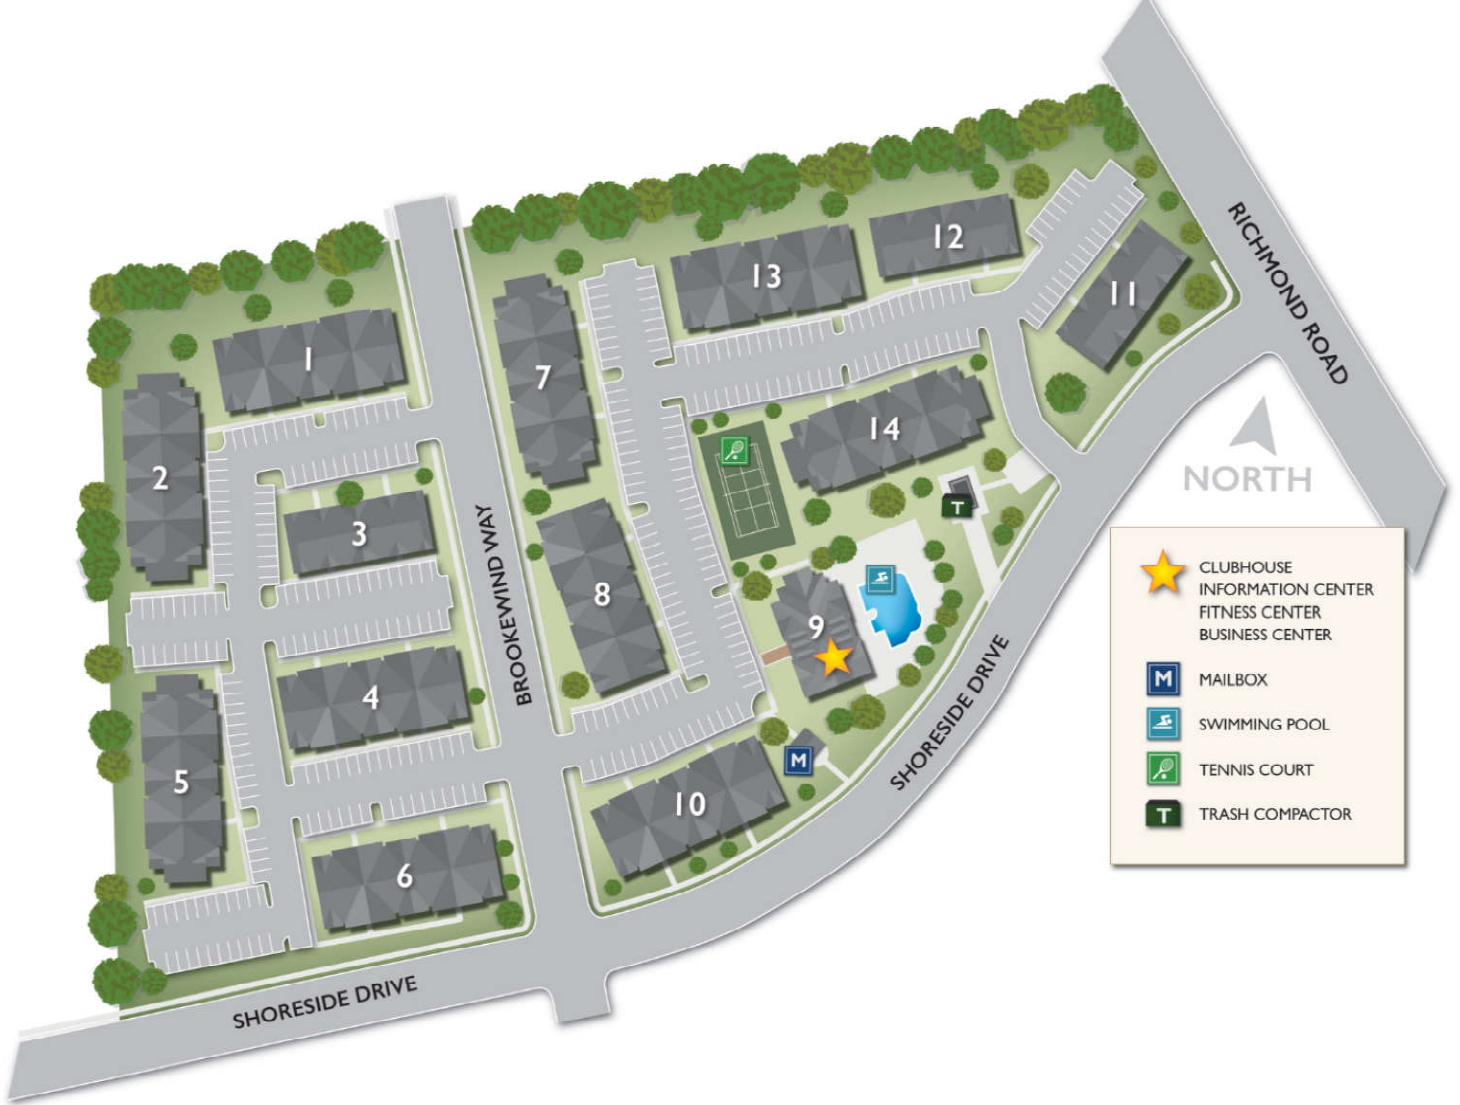 12
13
11
RICHMOND ROAD
1
7
14
NORTH
2
3
T
BROOKEWIND WAY
8
9
4
SHORESIDE DRIVE
5
10
M
6
SHORESIDE DRIVE
CLUBHOUSE
INFORMATION CENTER
FITNESS CENTER
BUSINESS CENTER
M MAILBOX
SWIMMING POOL
TENNIS COURT
T TRASH COMPACTOR